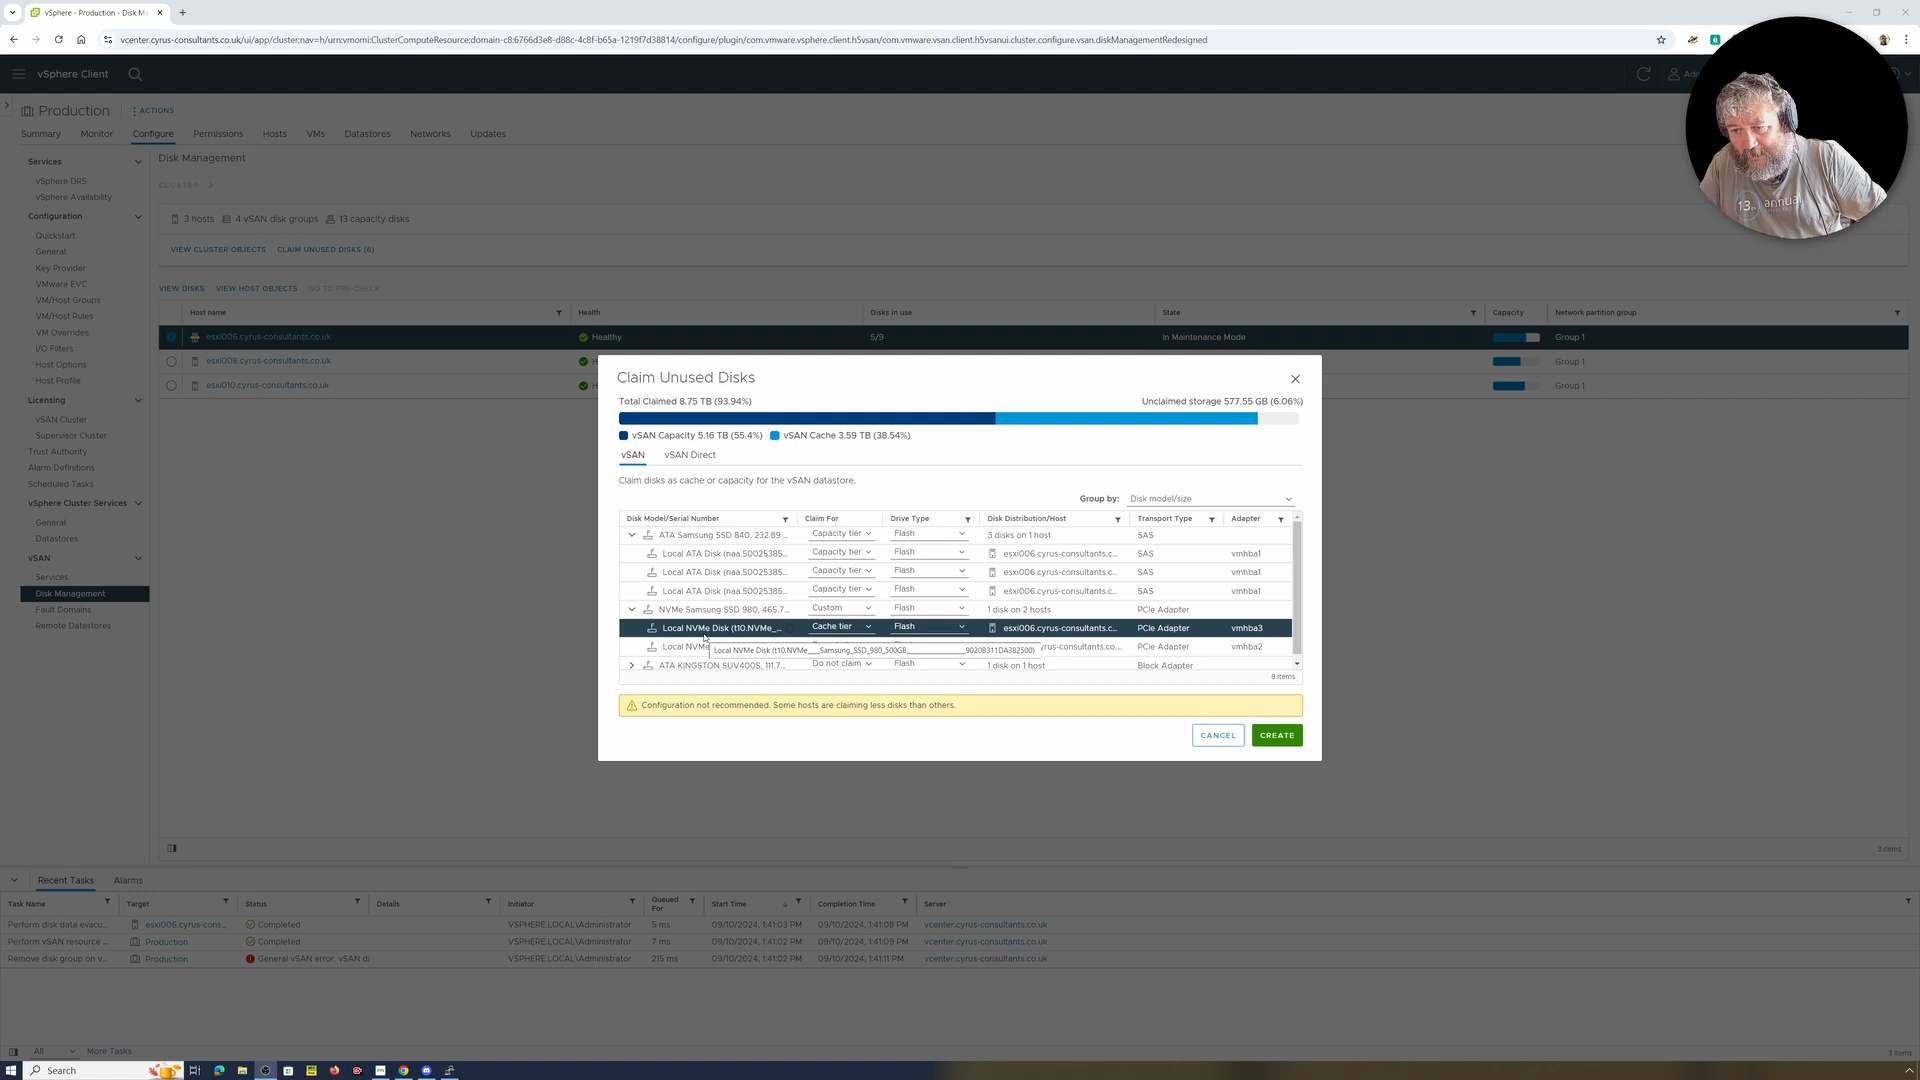 vSphere - Production - Disk Ma
vcenter.cyrus-consultants.co.uk/ui/app/cluster;nav=h/urn:vmomi:ClusterComputeResource:domain-c8:6766d3e8-d88c-4c8f-b65a-1219f7d38814/configure/plugin/com.vmware.vsphere.client.h5vsan/com.vmware.vsan.client.h5vsanui.cluster.configure.vsan.diskManagementRedesigned
vSphere Client
Production ACTIONS
Summary Monitor Configure Permissions Hosts VMs Datastores Networks Updates
Services
vSphere DRS
vSphere Availability
Configuration
Quickstart
General
Key Provider
VMware EVC
VM/Host Groups
VM/Host Rules
VM Overrides
I/O Filters
Host Options
Host Profile
Licensing
vSAN Cluster
Supervisor Cluster
Trust Authority
Alarm Definitions
Scheduled Tasks
vSphere Cluster Services
General
Datastores
vSAN
Services
Disk Management
Fault Domains
Remote Datastores
Disk Management
CLUSTER
3 hosts 4 vSAN disk groups 13 capacity disks
VIEW CLUSTER OBJECTS CLAIM UNUSED DISKS (6)
VIEW DISKS VIEW HOST OBJECTS GO TO PRE-CHECK
Host name Health Disks in use State Capacity Network partition group
esxi006.cyrus-consultants.co.uk Healthy 5/9 In Maintenance Mode Group 1
esxi008.cyrus-consultants.co.uk H Group 1
esxi010.cyrus-consultants.co.uk H Group 1
3 items
Claim Unused Disks
Total Claimed 8.75 TB (93.94%) Unclaimed storage 577.55 GB (6.06%)
vSAN Capacity 5.16 TB (55.4%) vSAN Cache 3.59 TB (38.54%)
vSAN vSAN Direct
Claim disks as cache or capacity for the vSAN datastore.
Group by: Disk model/size
Disk Model/Serial Number Claim For Drive Type Disk Distribution/Host Transport Type Adapter
ATA Samsung SSD 840, 232.89 ... Capacity tier Flash 3 disks on 1 host SAS
Local ATA Disk (naa.50025385... Capacity tier Flash esxi006.cyrus-consultants.c... SAS vmhba1
Local ATA Disk (naa.50025385... Capacity tier Flash esxi006.cyrus-consultants.c... SAS vmhba1
Local ATA Disk (naa.50025385... Capacity tier Flash esxi006.cyrus-consultants.c... SAS vmhba1
NVMe Samsung SSD 980, 465.7... Custom Flash 1 disk on 2 hosts PCIe Adapter
Local NVMe Disk (t10.NVMe_... Cache tier Flash esxi006.cyrus-consultants.c... PCIe Adapter vmhba3
Local NVMe yrus-consultants.co... PCIe Adapter vmhba2
Local NVMe Disk (t10.NVMe____Samsung_SSD_980_500GB_______________9020B311DA382500)
ATA KINGSTON SUV400S, 111.7... Do not claim Flash 1 disk on 1 host Block Adapter
8 items
Configuration not recommended. Some hosts are claiming less disks than others.
CANCEL CREATE
13th annual
Recent Tasks Alarms
Task Name Target Status Details Initiator Queued For Start Time Completion Time Server
Perform disk data evacu... esxi006.cyrus-cons... Completed VSPHERE.LOCAL\Administrator 5 ms 09/10/2024, 1:41:03 PM 09/10/2024, 1:41:08 PM vcenter.cyrus-consultants.co.uk
Perform vSAN resource ... Production Completed VSPHERE.LOCAL\Administrator 7 ms 09/10/2024, 1:41:02 PM 09/10/2024, 1:41:09 PM vcenter.cyrus-consultants.co.uk
Remove disk group on v... Production General vSAN error. vSAN di VSPHERE.LOCAL\Administrator 215 ms 09/10/2024, 1:41:02 PM 09/10/2024, 1:41:11 PM vcenter.cyrus-consultants.co.uk
All More Tasks
3 items
Search